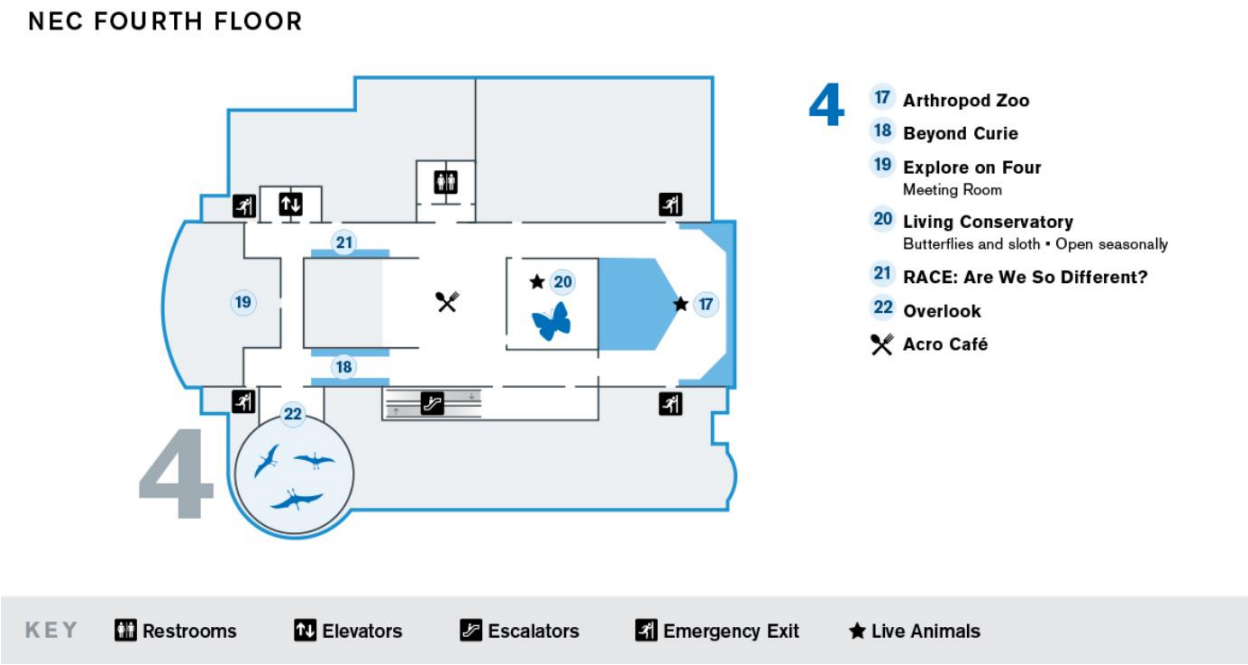 NEC FOURTH FLOOR
4
17 Arthropod Zoo
18 Beyond Curie
19 Explore on Four
Meeting Room
20 Living Conservatory
Butterflies and sloth • Open seasonally
21 RACE: Are We So Different?
22 Overlook
Acro Café
21
20
19
17
18
22
4
KEY Restrooms Elevators Escalators Emergency Exit Live Animals